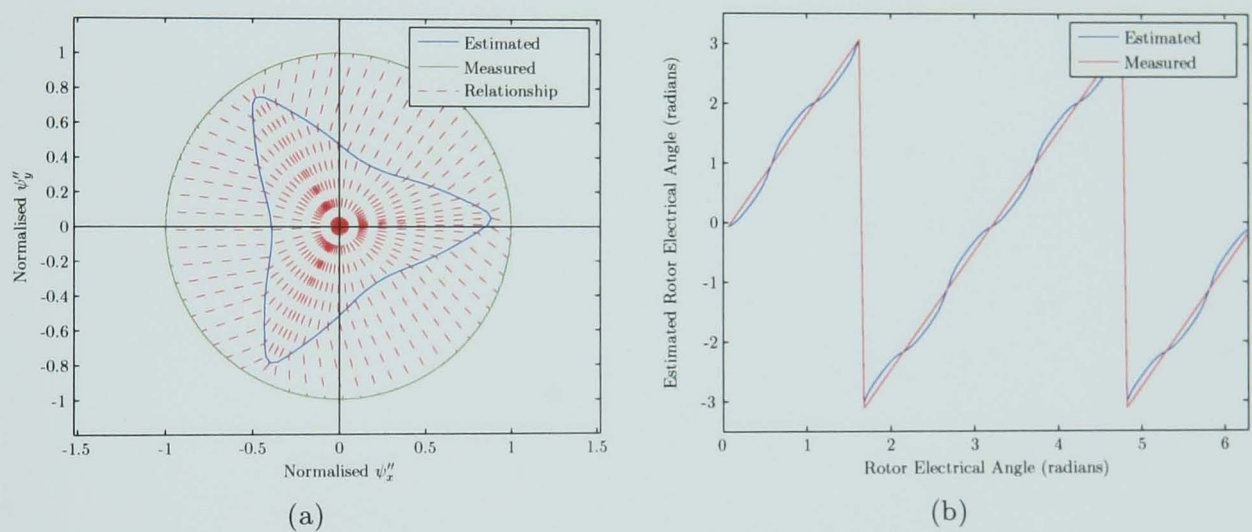 Estimated
Measured
Relationship
1
0.8
0.6
0.4
0.2
0
-0.2
-0.4
-0.6
-0.8
-1
Normalised ψ″y
-1.5
-1
-0.5
0
0.5
1
1.5
Normalised ψ″x
(a)
Estimated
Measured
3
2
1
0
-1
-2
-3
Estimated Rotor Electrical Angle (radians)
0
1
2
3
4
5
6
Rotor Electrical Angle (radians)
(b)